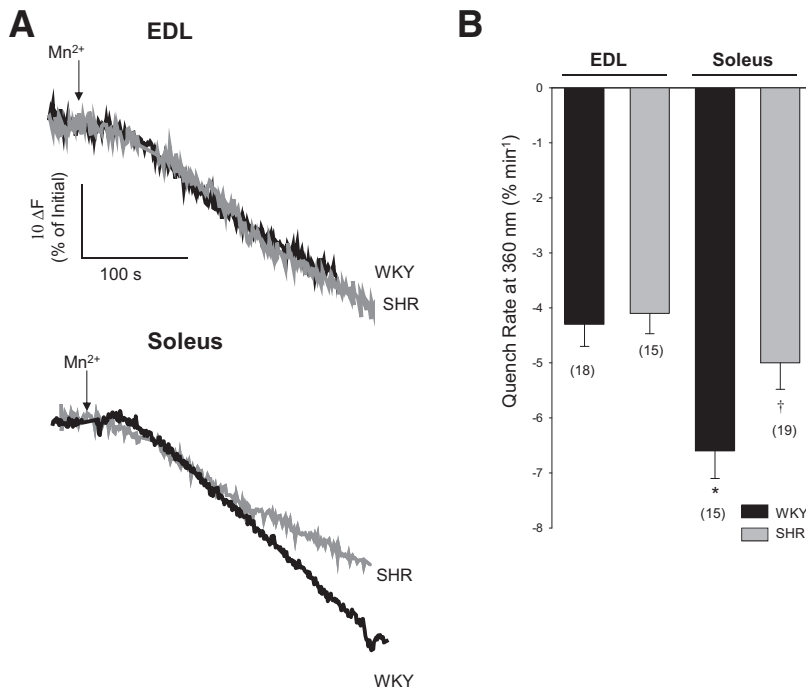 A
EDL
Mn²⁺
10 ΔF
(% of Initial)
100 s
WKY
SHR
Soleus
Mn²⁺
SHR
WKY
B
EDL
Soleus
Quench Rate at 360 nm (% min⁻¹)
0
-1
-2
-3
-4
-5
-6
-7
-8
(18)
(15)
*
(15)
†
(19)
WKY
SHR